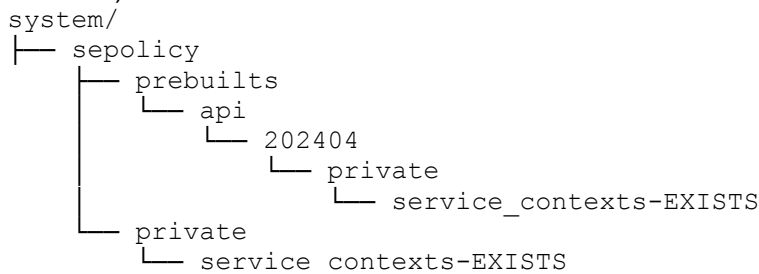 system/
├── sepolicy
    ├── prebuilts
    │   └── api
    │       └── 202404
    │           └── private
    │               └── service_contexts-EXISTS
    └── private
        └── service contexts-EXISTS